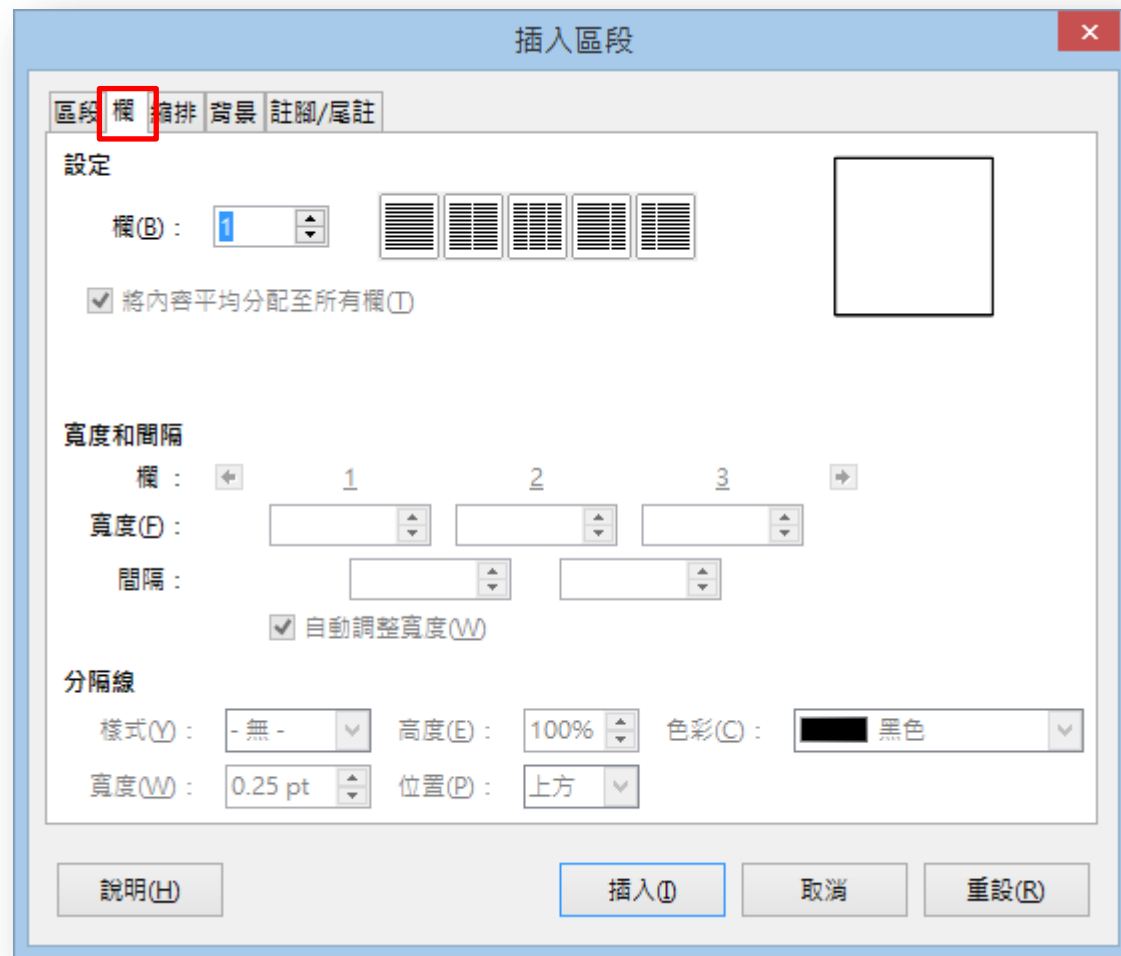 插入區段
區段 欄 縮排 背景 註腳/尾註
設定
欄(B)： 1
將內容平均分配至所有欄(T)
寬度和間隔
欄： 1 2 3
寬度(F)：
間隔：
自動調整寬度(W)
分隔線
樣式(Y)： - 無 - 高度(E)： 100% 色彩(C)： 黑色
寬度(W)： 0.25 pt 位置(P)： 上方
說明(H) 插入(I) 取消 重設(R)